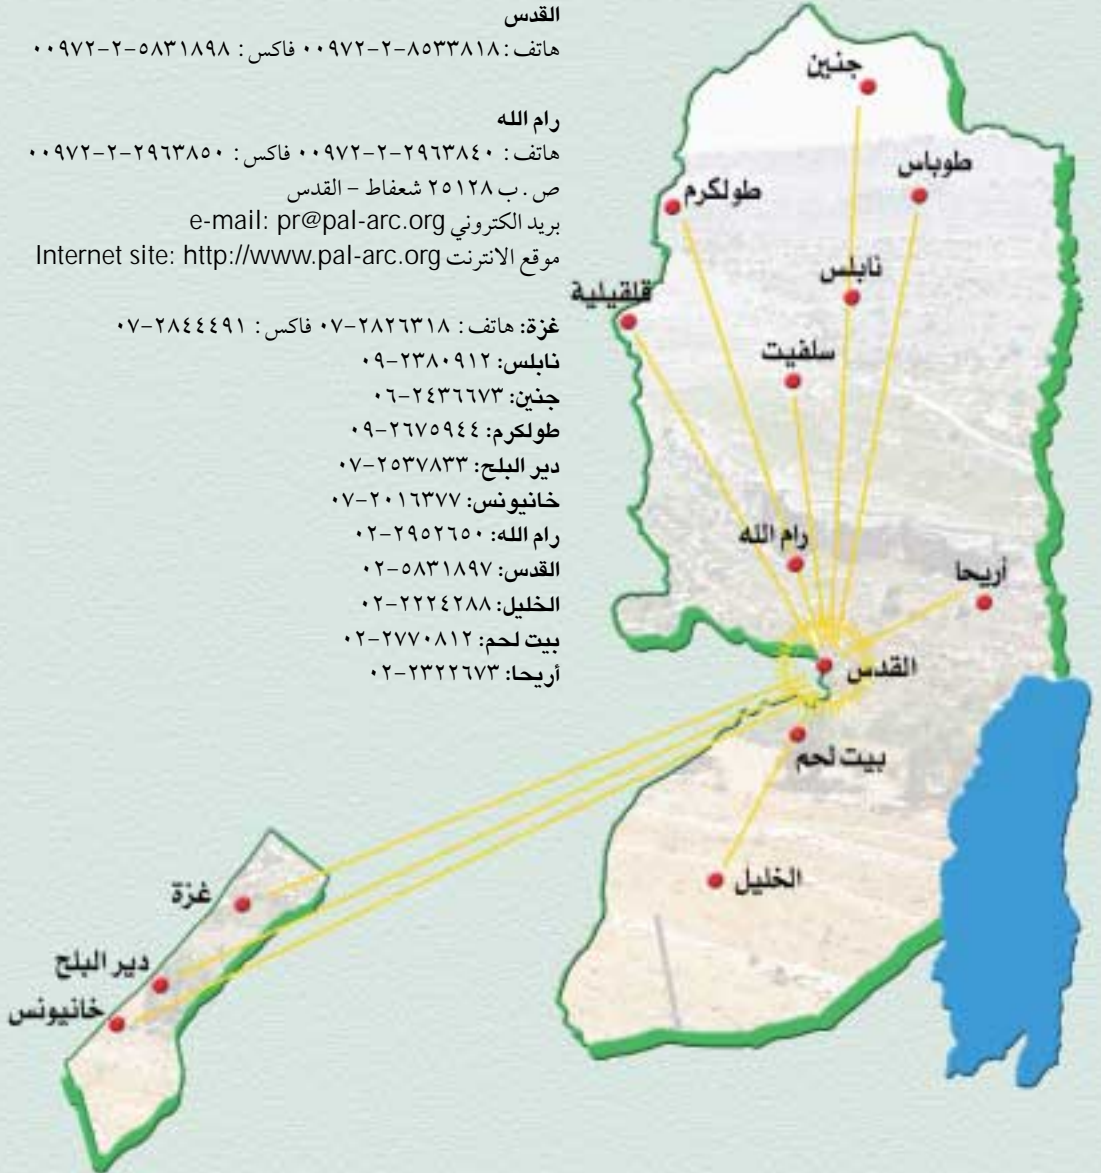 القدس
هاتف: ٨٥٣٣٨١٨-٢-٠٠٩٧٢ فاكس: ٥٨٣١٨٩٨-٢-٠٠٩٧٢
رام الله
هاتف: ٢٩٦٣٨٤٠-٢-٠٠٩٧٢ فاكس: ٢٩٦٣٨٥٠-٢-٠٠٩٧٢
ص.ب ٢٥١٢٨ شعفاط - القدس
بريد الكتروني e-mail: pr@pal-arc.org
موقع الانترنت Internet site: http://www.pal-arc.org
غزة: هاتف: ٢٨٢٦٣١٨-٠٧ فاكس: ٢٨٤٤٤٩١-٠٧
نابلس: ٢٣٨٠٩١٢-٠٩
جنين: ٢٤٣٦٦٧٣-٠٦
طولكرم: ٢٦٧٥٩٤٤-٠٩
دير البلح: ٢٥٣٧٨٣٣-٠٧
خانيونس: ٢٠١٦٣٧٧-٠٧
رام الله: ٢٩٥٢٦٥٠-٠٢
القدس: ٥٨٣١٨٩٧-٠٢
الخليل: ٢٢٢٤٢٨٨-٠٢
بيت لحم: ٢٧٧٠٨١٢-٠٢
أريحا: ٢٣٢٢٦٧٣-٠٢
جنين
طوباس
طولكرم
نابلس
قلقيلية
سلفيت
رام الله
أريحا
القدس
بيت لحم
الخليل
غزة
دير البلح
خانيونس